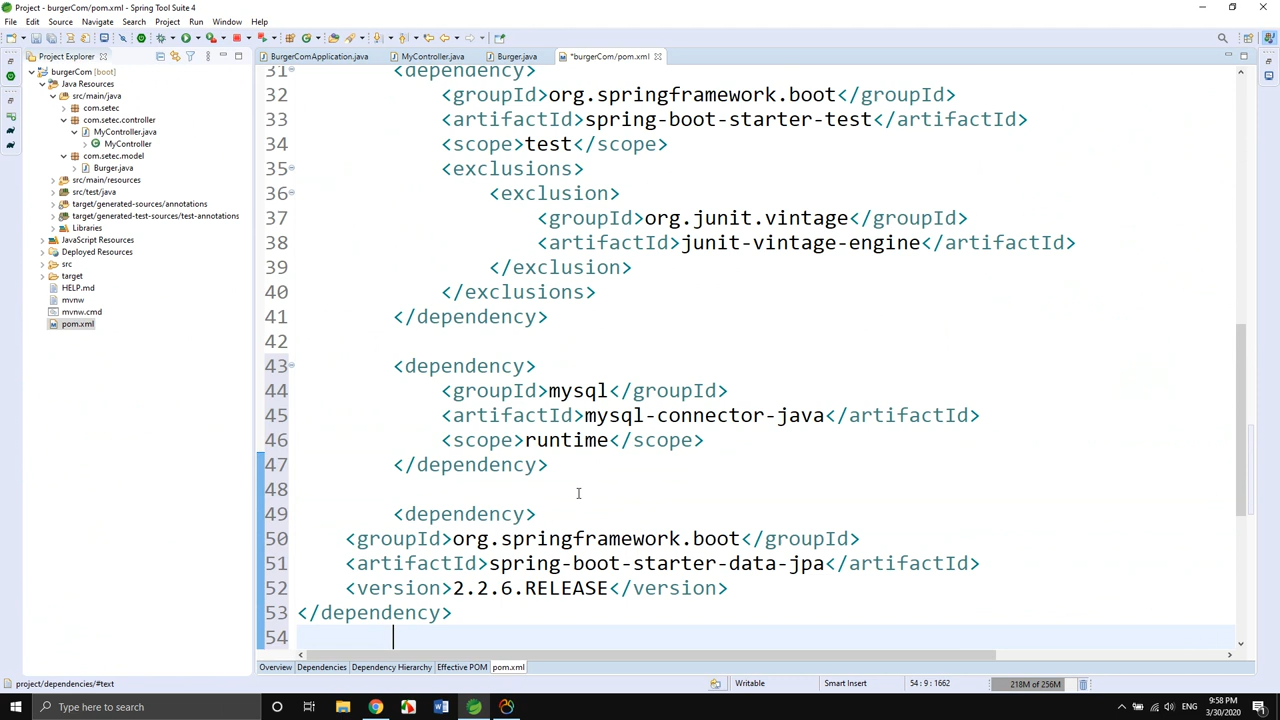 Project - burgerCom/pom.xml - Spring Tool Suite 4
File Edit Source Navigate Search Project Run Window Help
Project Explorer
burgerCom [boot]
Java Resources
src/main/java
com.setec
com.setec.controller
MyController.java
MyController
com.setec.model
Burger.java
src/main/resources
src/test/java
target/generated-sources/annotations
target/generated-test-sources/test-annotations
Libraries
JavaScript Resources
Deployed Resources
src
target
HELP.md
mvnw
mvnw.cmd
pom.xml
BurgerComApplication.java MyController.java Burger.java *burgerCom/pom.xml
31 <dependency>
32 <groupId>org.springframework.boot</groupId>
33 <artifactId>spring-boot-starter-test</artifactId>
34 <scope>test</scope>
35 <exclusions>
36 <exclusion>
37 <groupId>org.junit.vintage</groupId>
38 <artifactId>junit-vintage-engine</artifactId>
39 </exclusion>
40 </exclusions>
41 </dependency>
42
43 <dependency>
44 <groupId>mysql</groupId>
45 <artifactId>mysql-connector-java</artifactId>
46 <scope>runtime</scope>
47 </dependency>
48
49 <dependency>
50 <groupId>org.springframework.boot</groupId>
51 <artifactId>spring-boot-starter-data-jpa</artifactId>
52 <version>2.2.6.RELEASE</version>
53 </dependency>
54
Overview Dependencies Dependency Hierarchy Effective POM pom.xml
project/dependencies/#text Writable Smart Insert 54 : 9 : 1662 218M of 256M
Type here to search W ENG 9:58 PM
3/30/2020